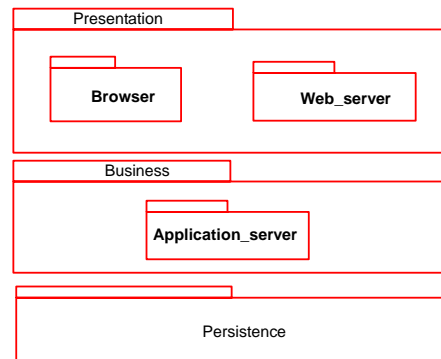 Presentation
Browser
Web_server
Business
Application_server
Persistence